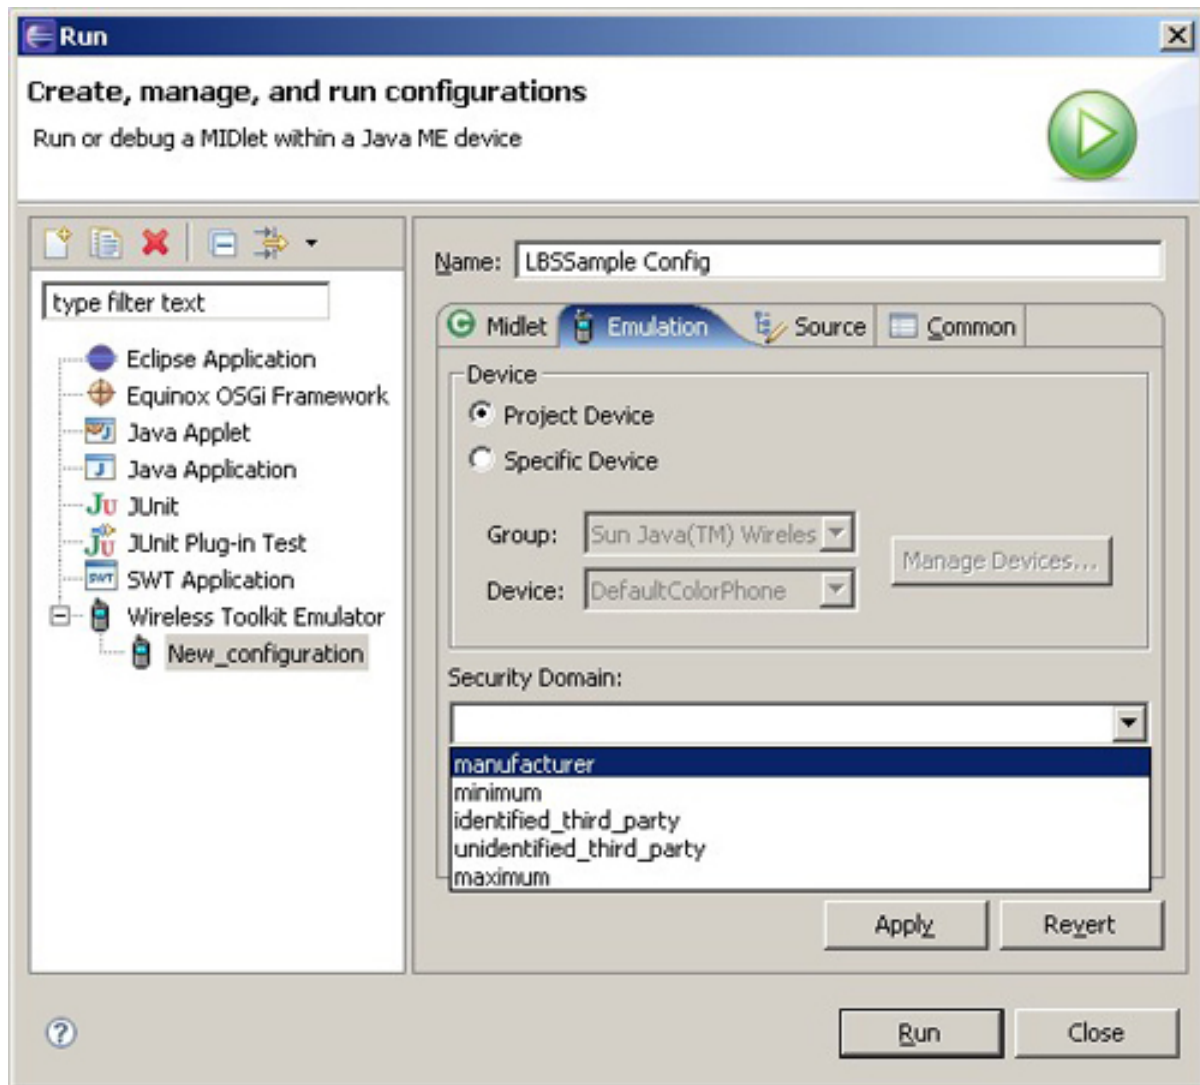 Run
Create, manage, and run configurations
Run or debug a MIDlet within a Java ME device
type filter text
Eclipse Application
Equinox OSGi Framework
Java Applet
Java Application
JUnit
JUnit Plug-in Test
SWT Application
Wireless Toolkit Emulator
New_configuration
Name: LBSSample Config
Midlet Emulation Source Common
Device
Project Device
Specific Device
Group: Sun Java(TM) Wireles
Manage Devices...
Device: DefaultColorPhone
Security Domain:
manufacturer
minimum
identified_third_party
unidentified_third_party
maximum
Apply Revert
Run Close